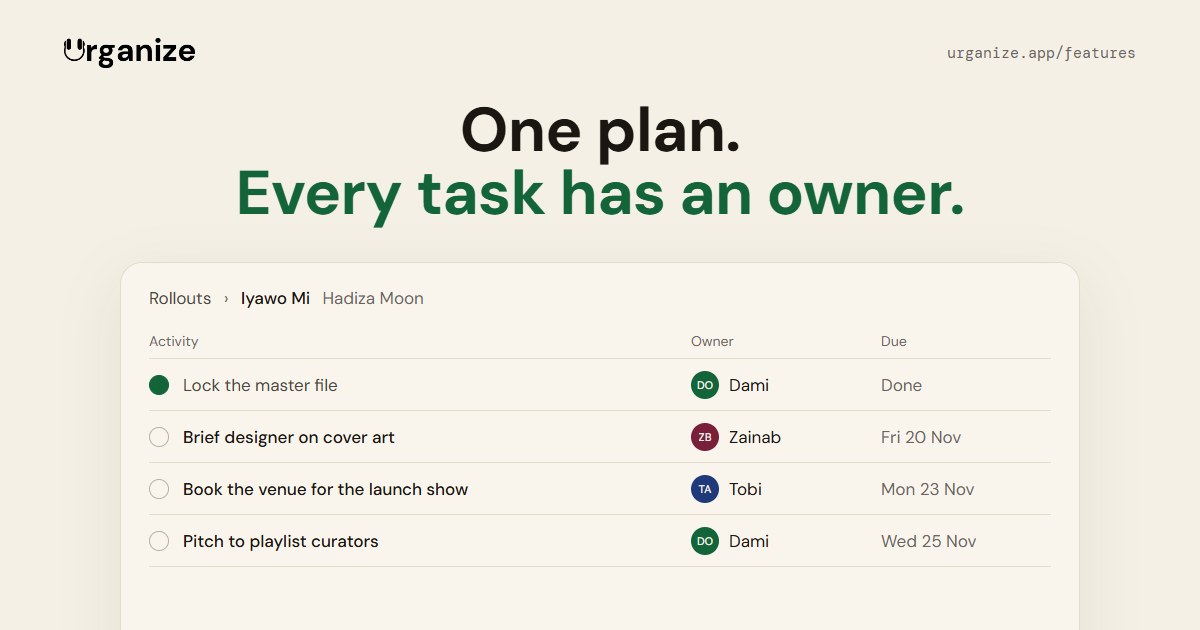 Urganize
urganize.app/features
One plan.
Every task has an owner.
Rollouts › Iyawo Mi Hadiza Moon
Activity Owner Due
Lock the master file DO Dami Done
Brief designer on cover art ZB Zainab Fri 20 Nov
Book the venue for the launch show TA Tobi Mon 23 Nov
Pitch to playlist curators DO Dami Wed 25 Nov